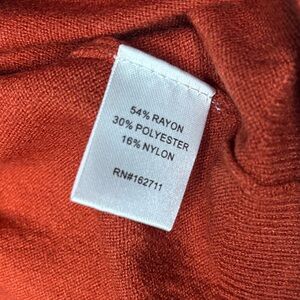 54% RAYON
30% POLYESTER
16% NYLON
RN#162711